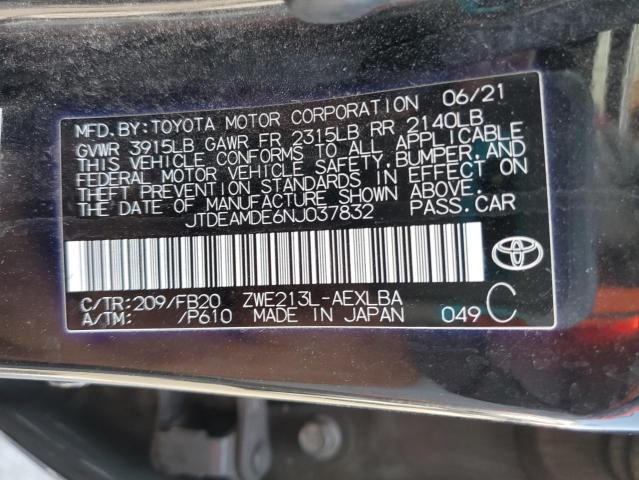 MFD. BY: TOYOTA MOTOR CORPORATION 06/21
GVWR 3915LB GAWR FR 2315LB RR 2140LB
THIS VEHICLE CONFORMS TO ALL APPLICABLE
FEDERAL MOTOR VEHICLE SAFETY, BUMPER, AND
THEFT PREVENTION STANDARDS IN EFFECT ON
THE DATE OF MANUFACTURE SHOWN ABOVE.
JTDEAMDE6NJ037832 PASS. CAR
C/TR: 209/FB20 ZWE213L-AEXLBA
A/TM: /P610 MADE IN JAPAN 049 C